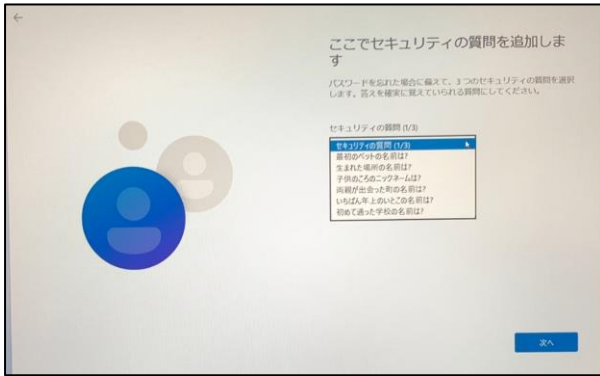 ←
ここでセキュリティの質問を追加しま
す
パスワードを忘れた場合に備えて、3 つのセキュリティの質問を選択
します。答えを確実に覚えていられる質問にしてください。
セキュリティの質問 (1/3)
セキュリティの質問 (1/3)
最初のペットの名前は?
生まれた場所の名前は?
子供のころのニックネームは?
両親が出会った町の名前は?
いちばん年上のいとこの名前は?
初めて通った学校の名前は?
次へ